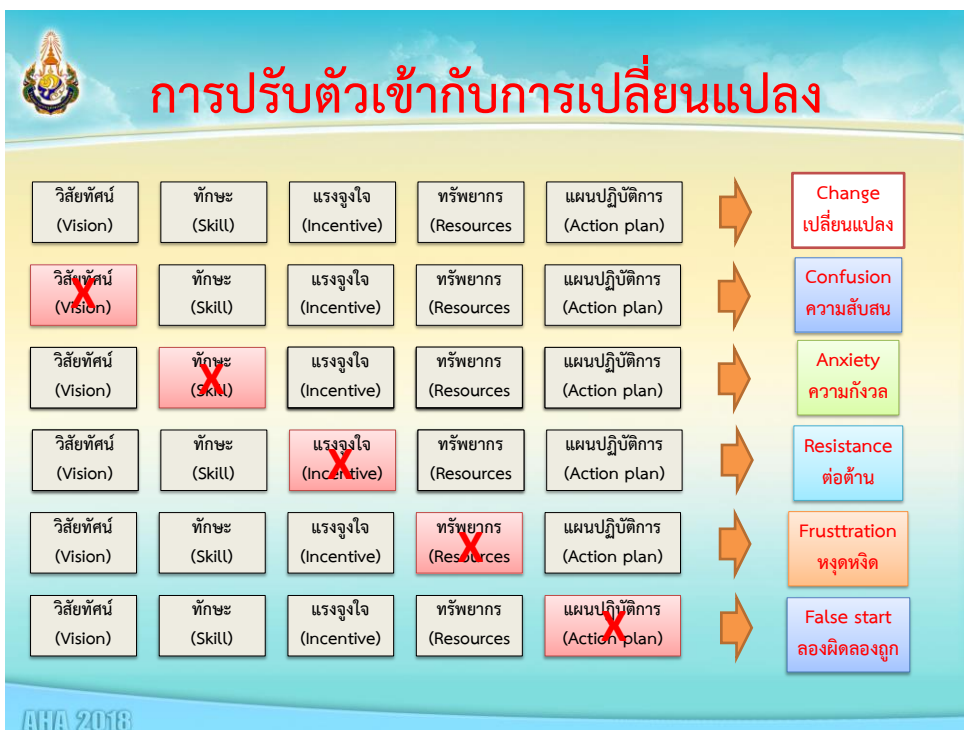 การปรับตัวเข้ากับการเปลี่ยนแปลง
วิสัยทัศน์ ทักษะ แรงจูงใจ ทรัพยากร แผนปฏิบัติการ Change
(Vision) (Skill) (Incentive) (Resources (Action plan) เปลี่ยนแปลง
วิสัยทัศน์ ทักษะ แรงจูงใจ ทรัพยากร แผนปฏิบัติการ Confusion
(Vision) (Skill) (Incentive) (Resources (Action plan) ความสับสน
วิสัยทัศน์ ทักษะ แรงจูงใจ ทรัพยากร แผนปฏิบัติการ Anxiety
(Vision) (Skill) (Incentive) (Resources (Action plan) ความกังวล
วิสัยทัศน์ ทักษะ แรงจูงใจ ทรัพยากร แผนปฏิบัติการ Resistance
(Vision) (Skill) (Incentive) (Resources (Action plan) ต่อต้าน
วิสัยทัศน์ ทักษะ แรงจูงใจ ทรัพยากร แผนปฏิบัติการ Frusttration
(Vision) (Skill) (Incentive) (Resources (Action plan) หงุดหงิด
วิสัยทัศน์ ทักษะ แรงจูงใจ ทรัพยากร แผนปฏิบัติการ False start
(Vision) (Skill) (Incentive) (Resources (Action plan) ลองผิดลองถูก
AHA 2018